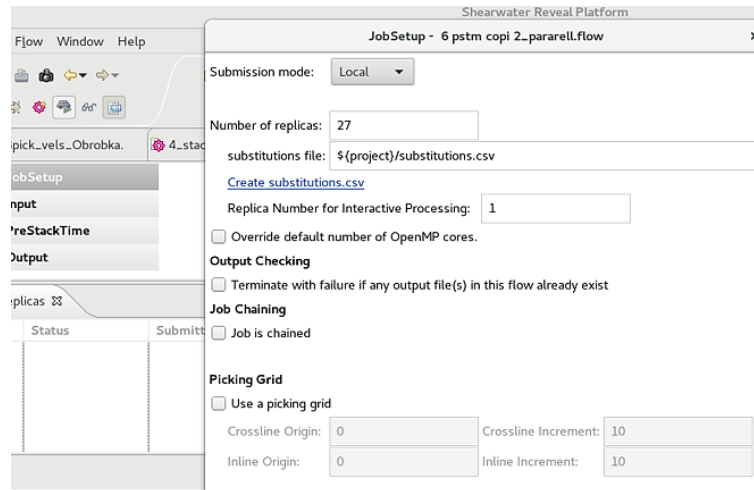 Shearwater Reveal Platform
Flow Window Help
JobSetup - 6 pstm copi 2_pararell.flow
Submission mode: Local
Number of replicas: 27
pick_vels_Obrobka. 4_stac
substitutions file: ${project}/substitutions.csv
JobSetup
Create substitutions.csv
nput
Replica Number for Interactive Processing: 1
PreStackTime
Override default number of OpenMP cores.
Output
Output Checking
Terminate with failure if any output file(s) in this flow already exist
eplicas
Job Chaining
Status Submitt
Job is chained
Picking Grid
Use a picking grid
Crossline Origin: 0 Crossline Increment: 10
Inline Origin: 0 Inline Increment: 10